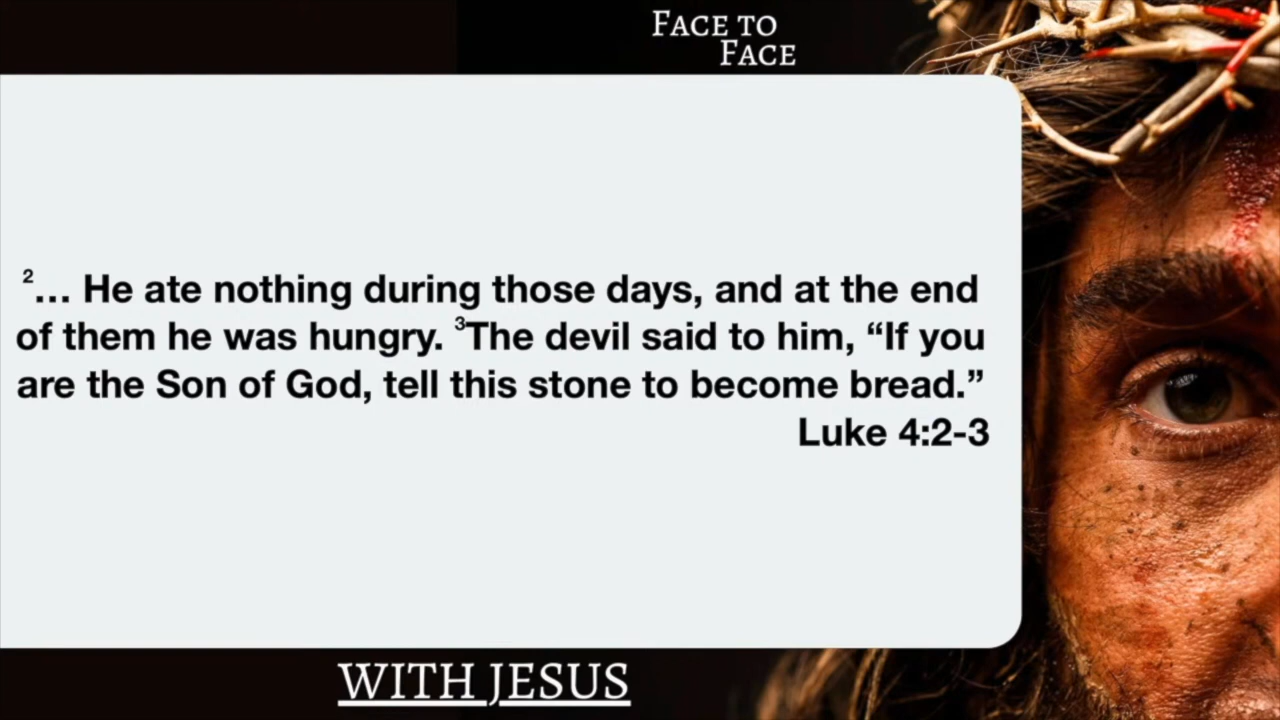 FACE TO
FACE
²... He ate nothing during those days, and at the end
of them he was hungry. ³The devil said to him, “If you
are the Son of God, tell this stone to become bread.”
Luke 4:2-3
WITH JESUS